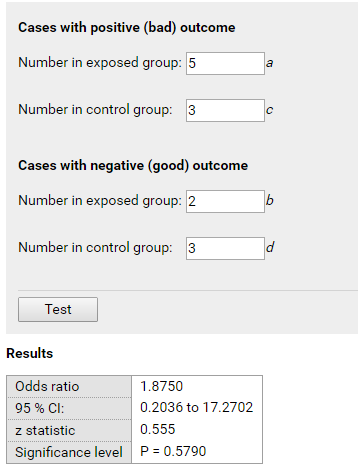 Cases with positive (bad) outcome
Number in exposed group: 5 a
Number in control group: 3 c
Cases with negative (good) outcome
Number in exposed group: 2 b
Number in control group: 3 d
Test
Results
Odds ratio 1.8750
95 % CI: 0.2036 to 17.2702
z statistic 0.555
Significance level P = 0.5790